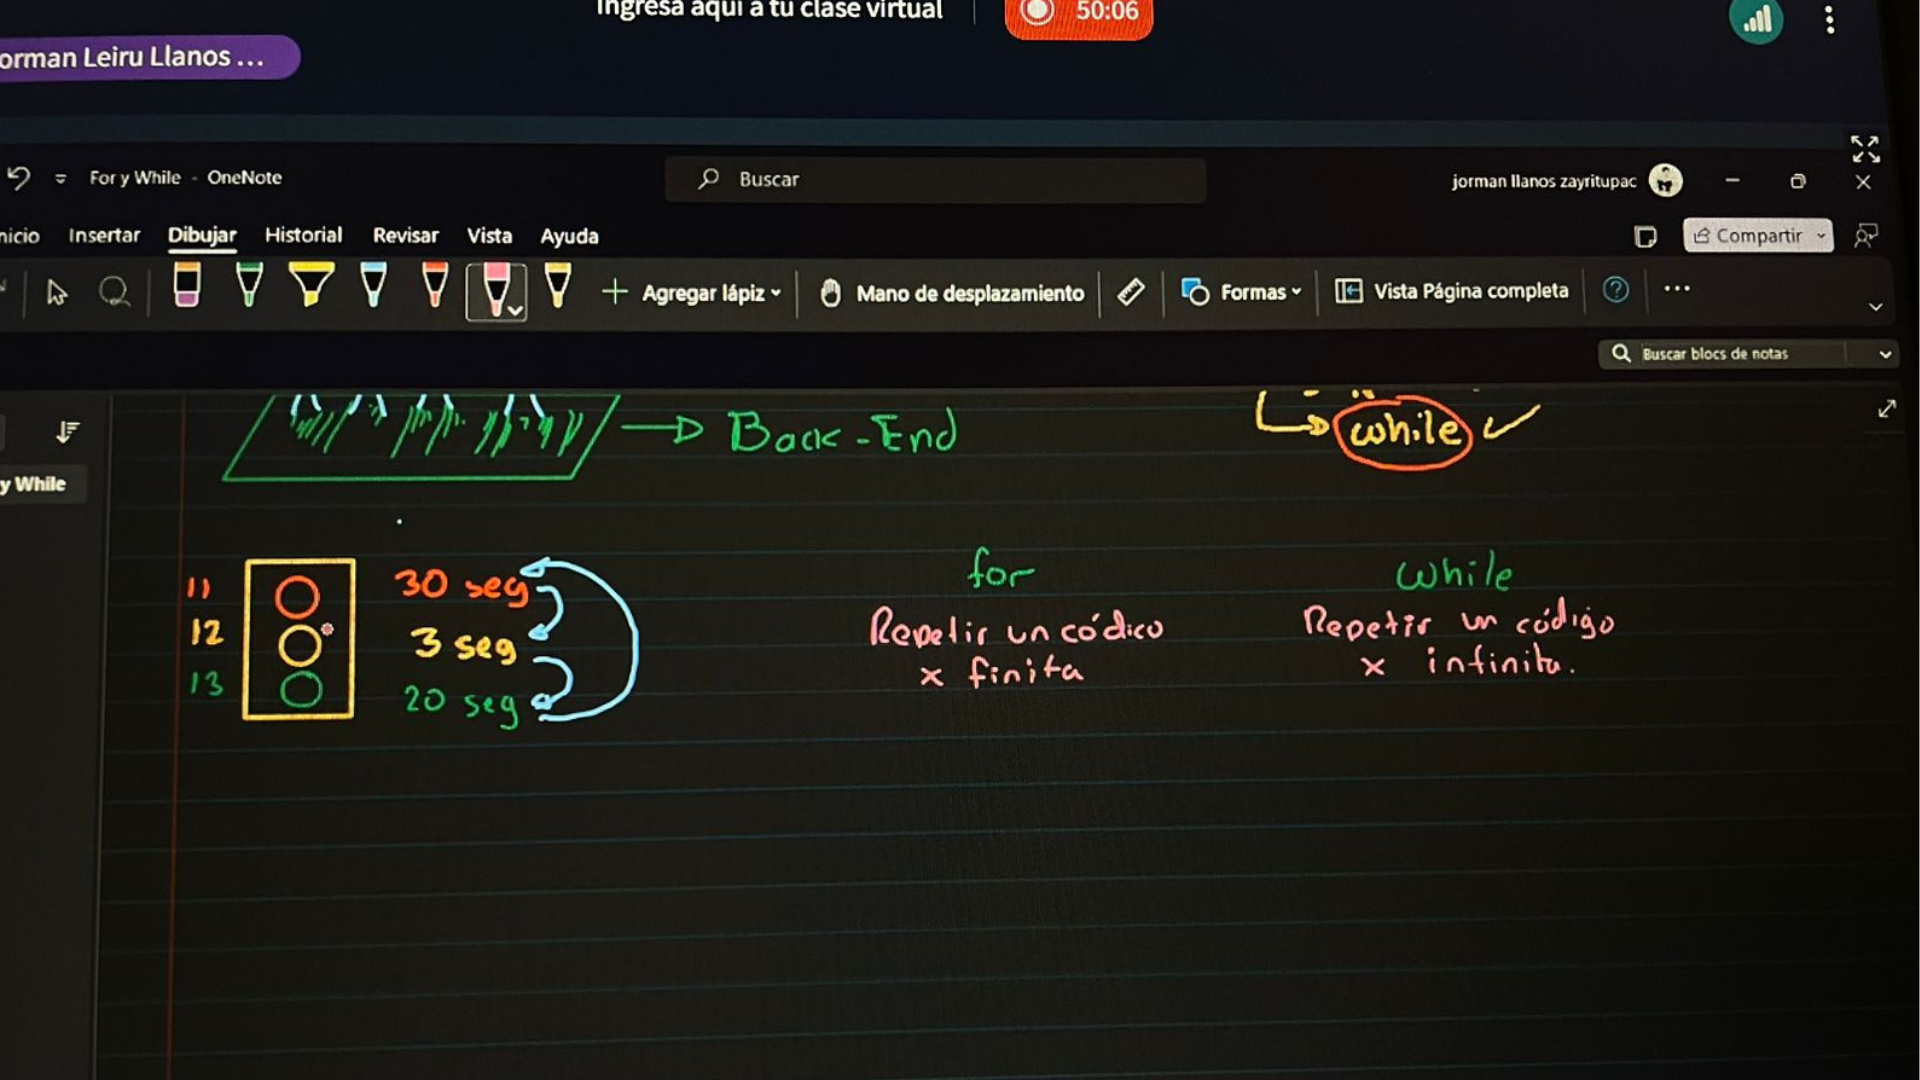 Ingresa aquí a tu clase virtual
50:06
orman Leiru Llanos ...
For y While - OneNote
Buscar
jorman llanos zayritupac
nicio Insertar Dibujar Historial Revisar Vista Ayuda
Compartir
Agregar lápiz
Mano de desplazamiento
Formas
Vista Página completa
Buscar blocs de notas
y While
Back-End
while
11 30 seg
12 3 seg
13 20 seg
for
Repetir un códico
x finita
while
Repetir un código
x infinita.